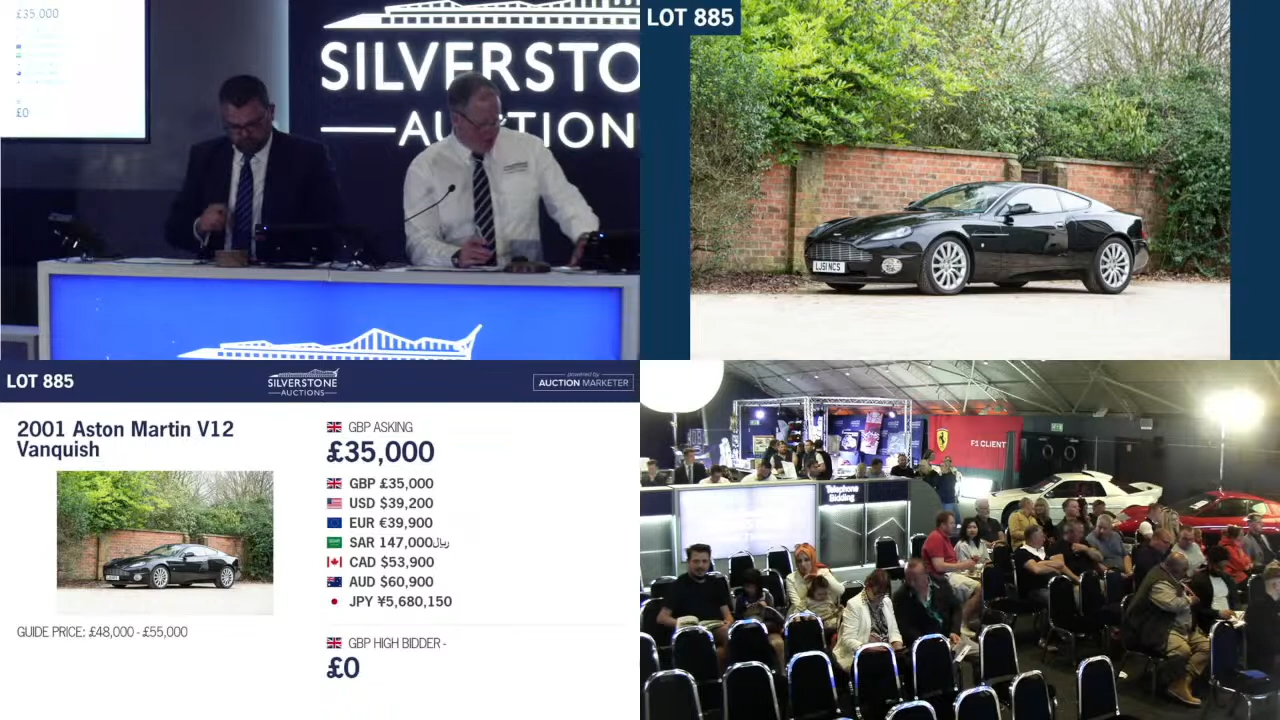 £35,000
£0
SILVERSTO
AUCTION
LOT 885
LJ51 NCS
LOT 885
SILVERSTONE
AUCTIONS
powered by
AUCTION MARKETER
2001 Aston Martin V12
Vanquish
GUIDE PRICE: £48,000 - £55,000
GBP ASKING
£35,000
GBP £35,000
USD $39,200
EUR €39,900
SAR 147,000﷼
CAD $53,900
AUD $60,900
JPY ¥5,680,150
GBP HIGH BIDDER -
£0
F1 CLIENT
Telephone
Bidding